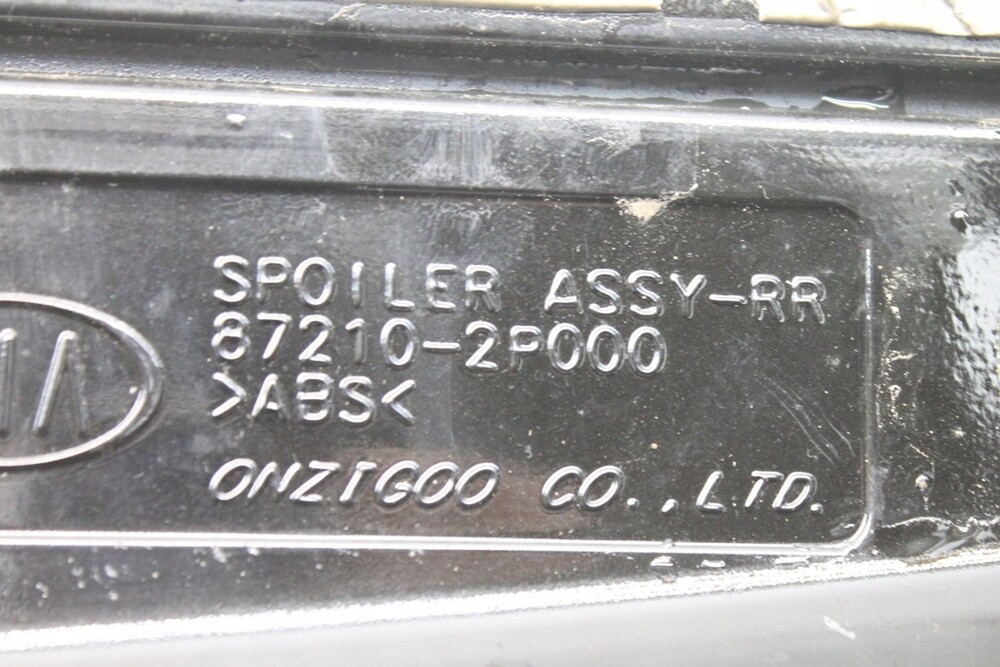 SPOILER ASSY-RR
87210-2P000
>ABS<
ONZIGOO CO.,LTD.